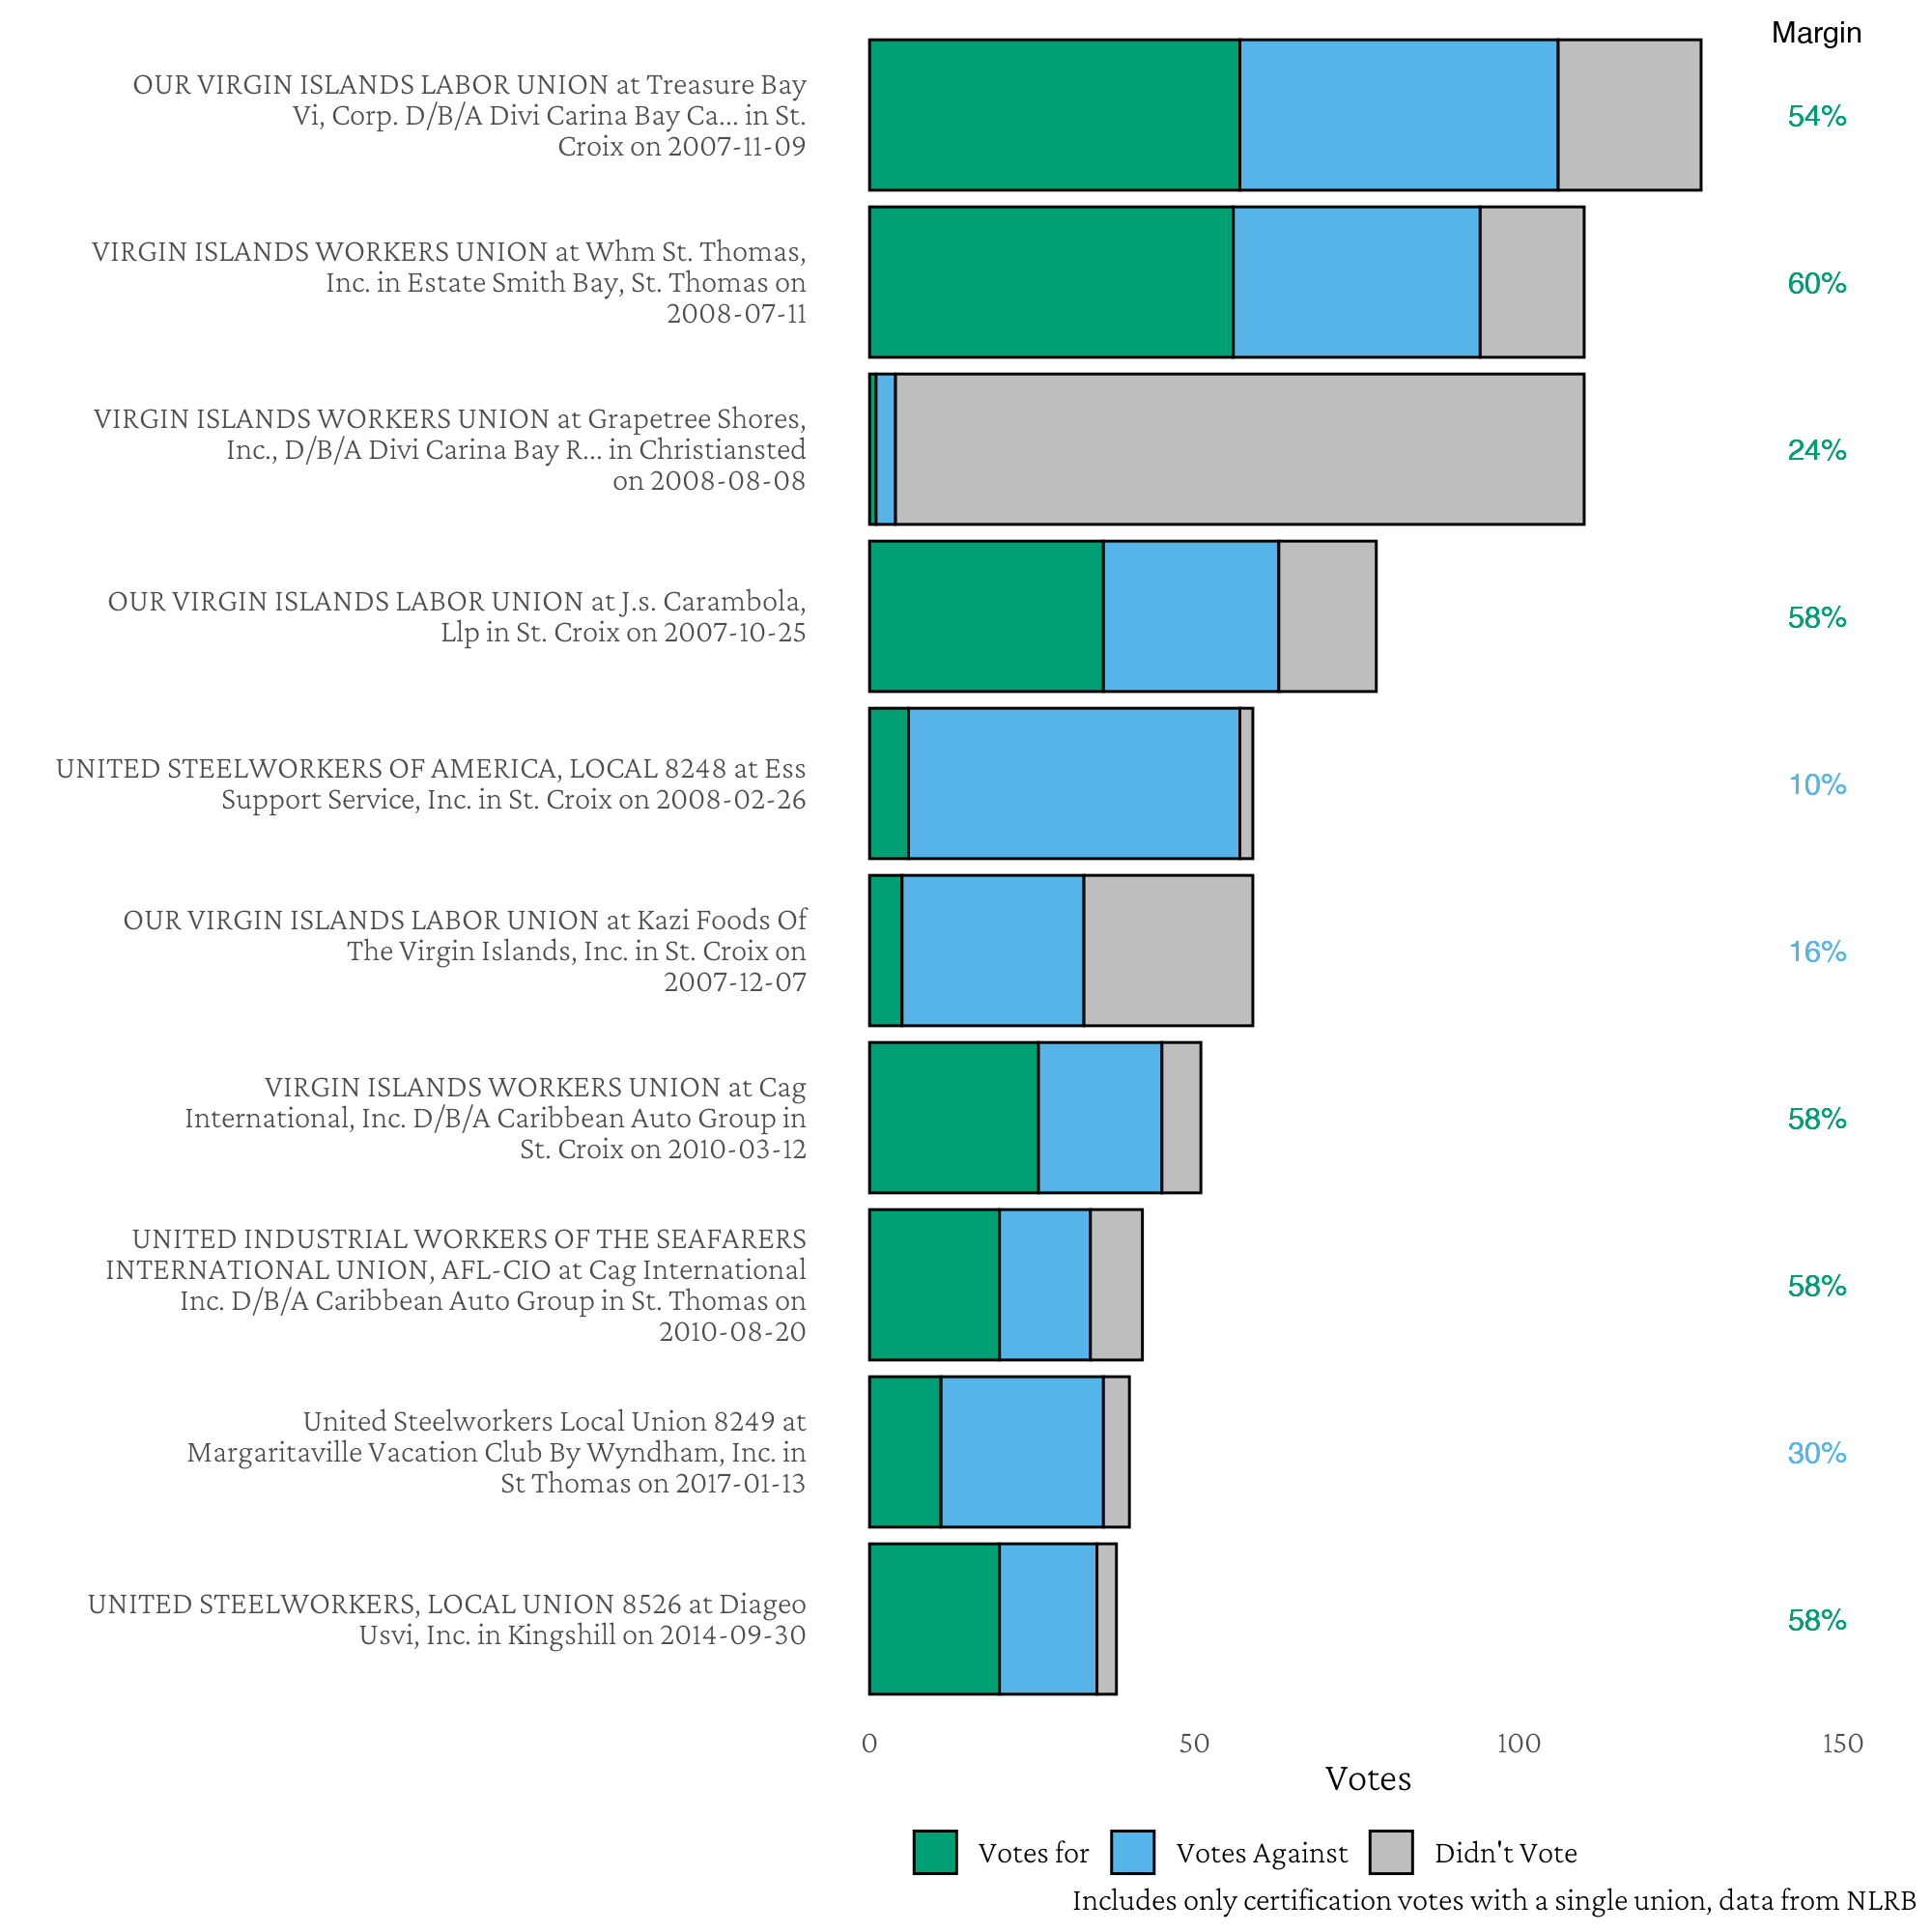 Margin
OUR VIRGIN ISLANDS LABOR UNION at Treasure Bay
Vi, Corp. D/B/A Divi Carina Bay Ca... in St.
Croix on 2007-11-09
54%
VIRGIN ISLANDS WORKERS UNION at Whm St. Thomas,
Inc. in Estate Smith Bay, St. Thomas on
2008-07-11
60%
VIRGIN ISLANDS WORKERS UNION at Grapetree Shores,
Inc., D/B/A Divi Carina Bay R... in Christiansted
on 2008-08-08
24%
OUR VIRGIN ISLANDS LABOR UNION at J.s. Carambola,
Llp in St. Croix on 2007-10-25
58%
UNITED STEELWORKERS OF AMERICA, LOCAL 8248 at Ess
Support Service, Inc. in St. Croix on 2008-02-26
10%
OUR VIRGIN ISLANDS LABOR UNION at Kazi Foods Of
The Virgin Islands, Inc. in St. Croix on
2007-12-07
16%
VIRGIN ISLANDS WORKERS UNION at Cag
International, Inc. D/B/A Caribbean Auto Group in
St. Croix on 2010-03-12
58%
UNITED INDUSTRIAL WORKERS OF THE SEAFARERS
INTERNATIONAL UNION, AFL-CIO at Cag International
Inc. D/B/A Caribbean Auto Group in St. Thomas on
2010-08-20
58%
United Steelworkers Local Union 8249 at
Margaritaville Vacation Club By Wyndham, Inc. in
St Thomas on 2017-01-13
30%
UNITED STEELWORKERS, LOCAL UNION 8526 at Diageo
Usvi, Inc. in Kingshill on 2014-09-30
58%
0 50 100 150
Votes
Votes for Votes Against Didn't Vote
Includes only certification votes with a single union, data from NLRB